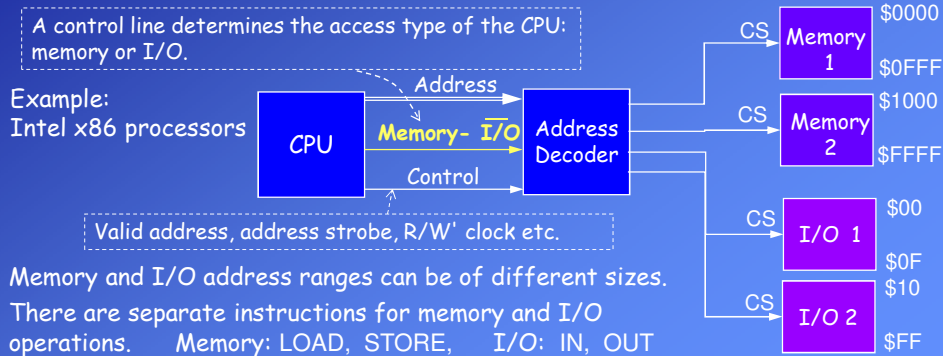 A control line determines the access type of the CPU:
memory or I/O.
Example:
Intel x86 processors
CPU
Address
Memory- I/O
Control
Address
Decoder
Valid address, address strobe, R/W' clock etc.
CS
Memory
1
$0000
$0FFF
CS
Memory
2
$1000
$FFFF
CS
I/O 1
$00
$0F
CS
I/O 2
$10
$FF
Memory and I/O address ranges can be of different sizes.
There are separate instructions for memory and I/O
operations. Memory: LOAD, STORE, I/O: IN, OUT